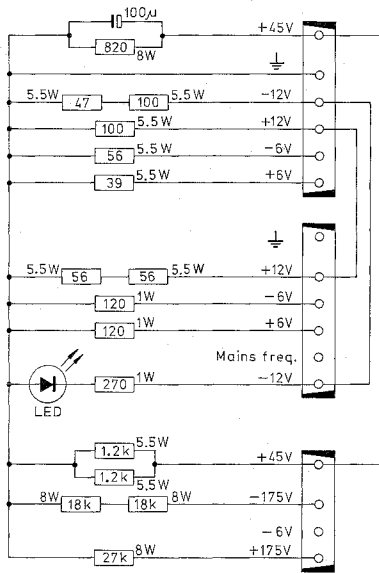 100μ
+45V
820
8W
5.5W 47 100 5.5W -12V
100 5.5W +12V
56 5.5W -6V
39 5.5W +6V
5.5W 56 56 5.5W +12V
120 1W -6V
120 1W +6V
Mains freq.
270 1W -12V
LED
1.2k 5.5W +45V
1.2k 5.5W
8W 18k 18k 8W -175V
-6V
27k 8W +175V